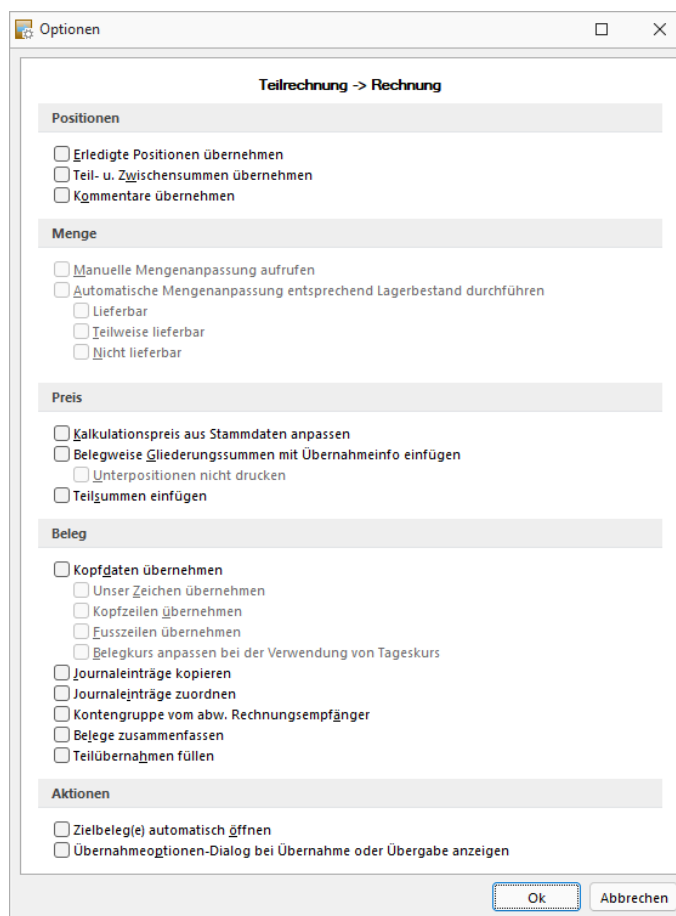 Optionen
Teilrechnung -> Rechnung
Positionen
Erledigte Positionen übernehmen
Teil- u. Zwischensummen übernehmen
Kommentare übernehmen
Menge
Manuelle Mengenanpassung aufrufen
Automatische Mengenanpassung entsprechend Lagerbestand durchführen
Lieferbar
Teilweise lieferbar
Nicht lieferbar
Preis
Kalkulationspreis aus Stammdaten anpassen
Belegweise Gliederungssummen mit Übernahmeinfo einfügen
Unterpositionen nicht drucken
Teilsummen einfügen
Beleg
Kopfdaten übernehmen
Unser Zeichen übernehmen
Kopfzeilen übernehmen
Fusszeilen übernehmen
Belegkurs anpassen bei der Verwendung von Tageskurs
Journaleinträge kopieren
Journaleinträge zuordnen
Kontengruppe vom abw. Rechnungsempfänger
Belege zusammenfassen
Teilübernahmen füllen
Aktionen
Zielbeleg(e) automatisch öffnen
Übernahmeoptionen-Dialog bei Übernahme oder Übergabe anzeigen
Ok Abbrechen